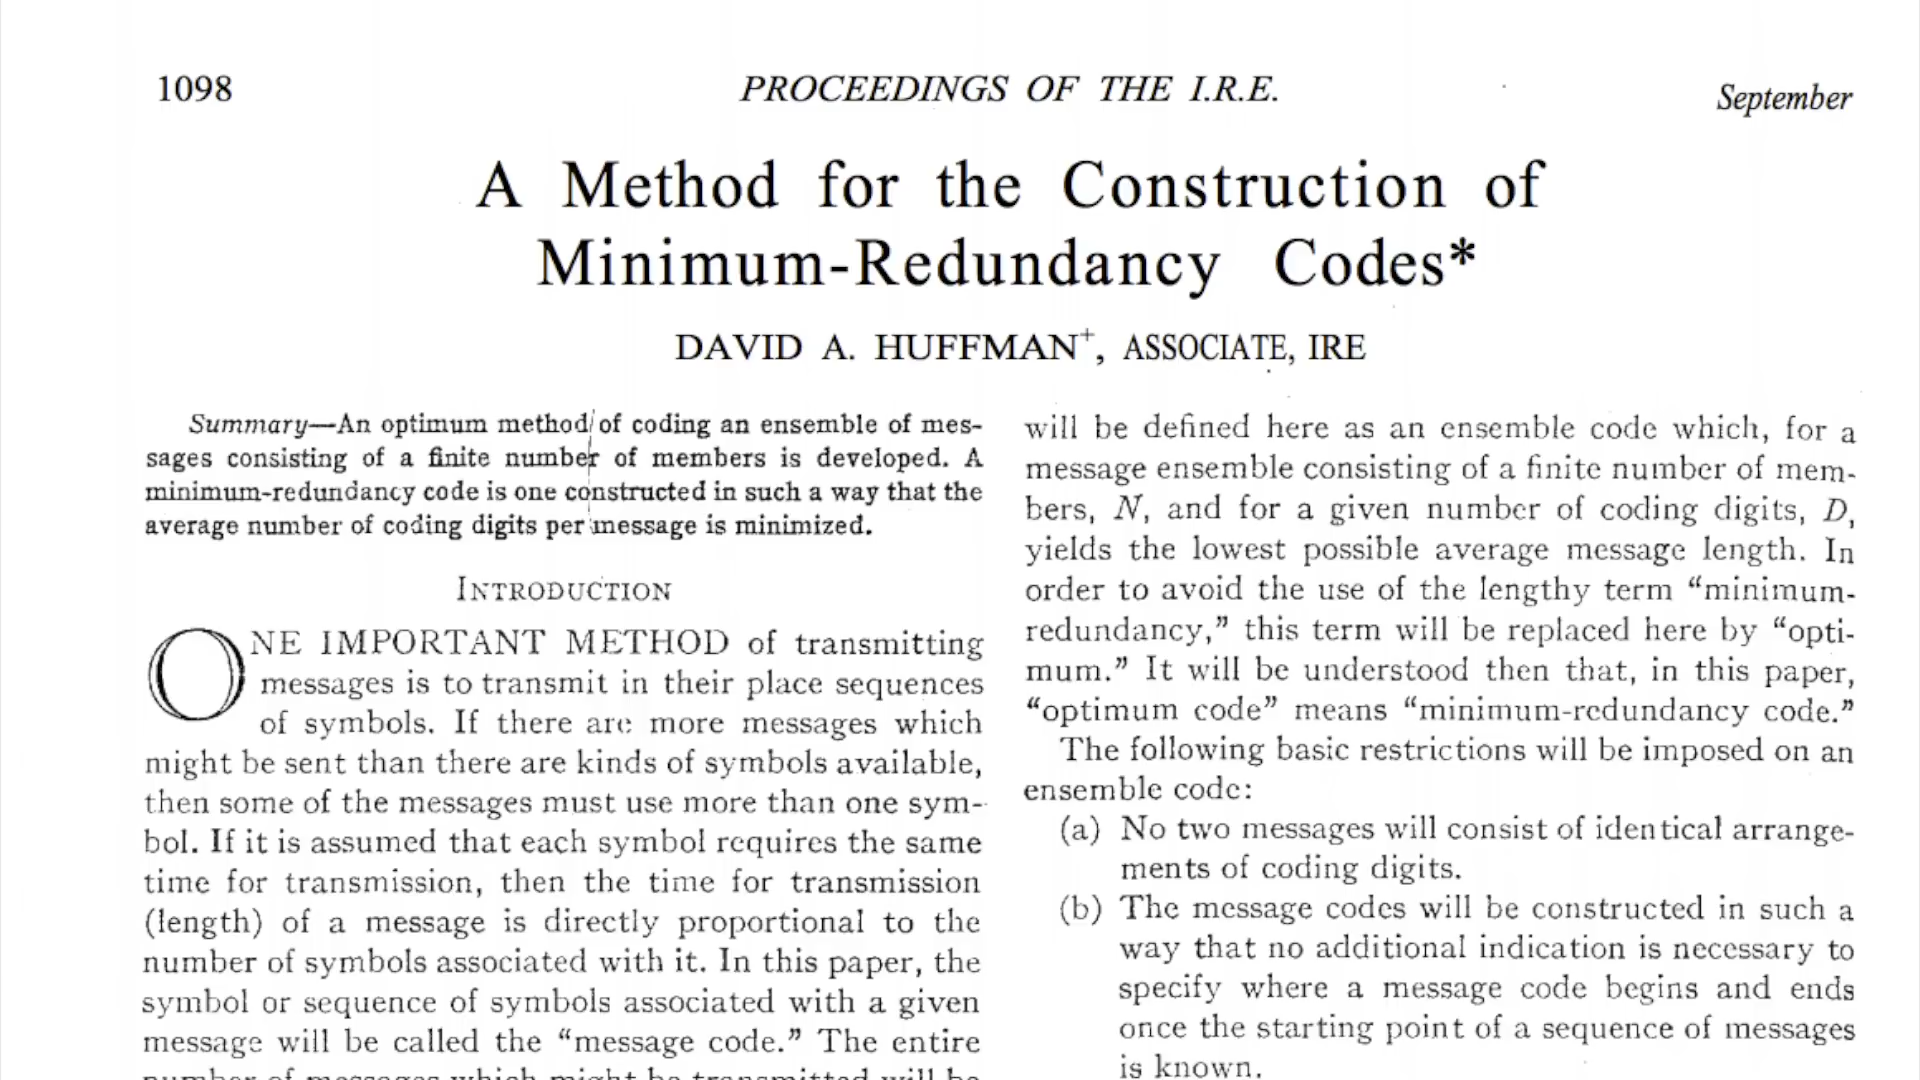 1098
PROCEEDINGS OF THE I.R.E.
September
A Method for the Construction of
Minimum-Redundancy Codes*
DAVID A. HUFFMAN+, ASSOCIATE, IRE
Summary—An optimum method of coding an ensemble of mes-
sages consisting of a finite number of members is developed. A
minimum-redundancy code is one constructed in such a way that the
average number of coding digits per message is minimized.
INTRODUCTION
ONE IMPORTANT METHOD of transmitting
messages is to transmit in their place sequences
of symbols. If there are more messages which
might be sent than there are kinds of symbols available,
then some of the messages must use more than one sym-
bol. If it is assumed that each symbol requires the same
time for transmission, then the time for transmission
(length) of a message is directly proportional to the
number of symbols associated with it. In this paper, the
symbol or sequence of symbols associated with a given
message will be called the “message code.” The entire
number of messages which might be transmitted will be
will be defined here as an ensemble code which, for a
message ensemble consisting of a finite number of mem-
bers, N, and for a given number of coding digits, D,
yields the lowest possible average message length. In
order to avoid the use of the lengthy term “minimum-
redundancy,” this term will be replaced here by “opti-
mum.” It will be understood then that, in this paper,
“optimum code” means “minimum-redundancy code.”
The following basic restrictions will be imposed on an
ensemble code:
(a) No two messages will consist of identical arrange-
ments of coding digits.
(b) The message codes will be constructed in such a
way that no additional indication is necessary to
specify where a message code begins and ends
once the starting point of a sequence of messages
is known.